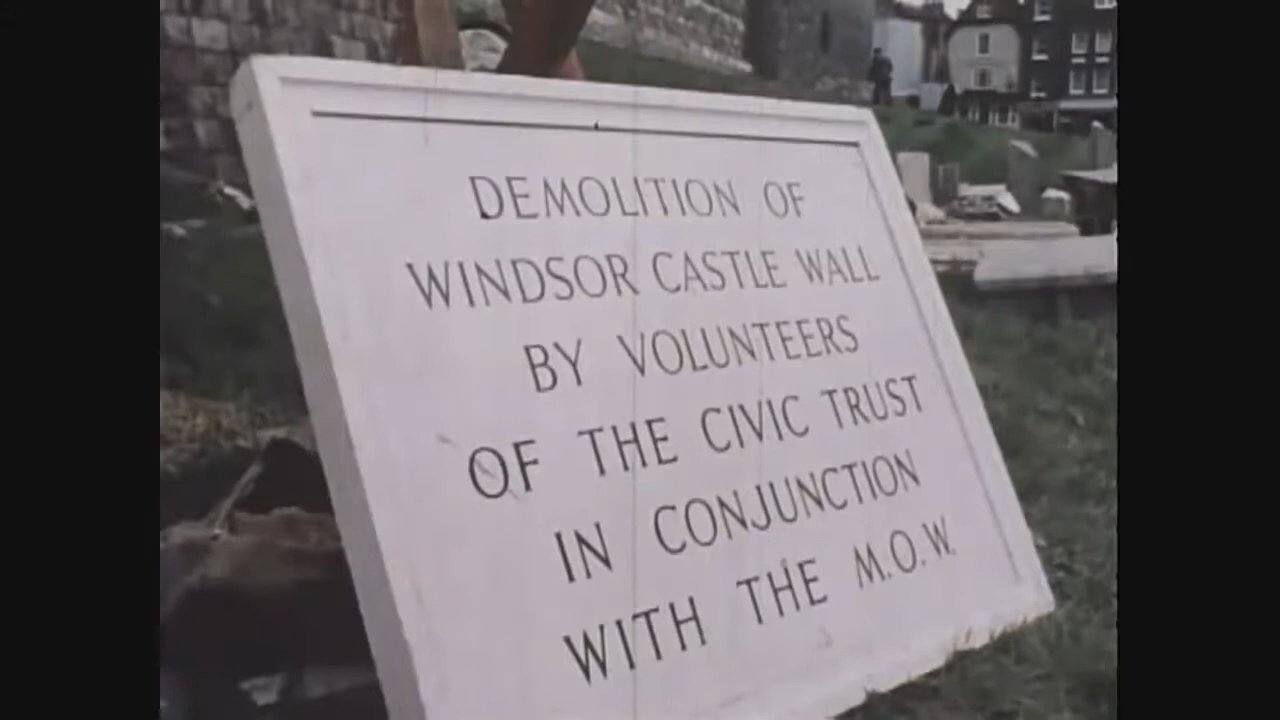 DEMOLITION OF
WINDSOR CASTLE WALL
BY VOLUNTEERS
OF THE CIVIC TRUST
IN CONJUNCTION
WITH THE M.O.W.